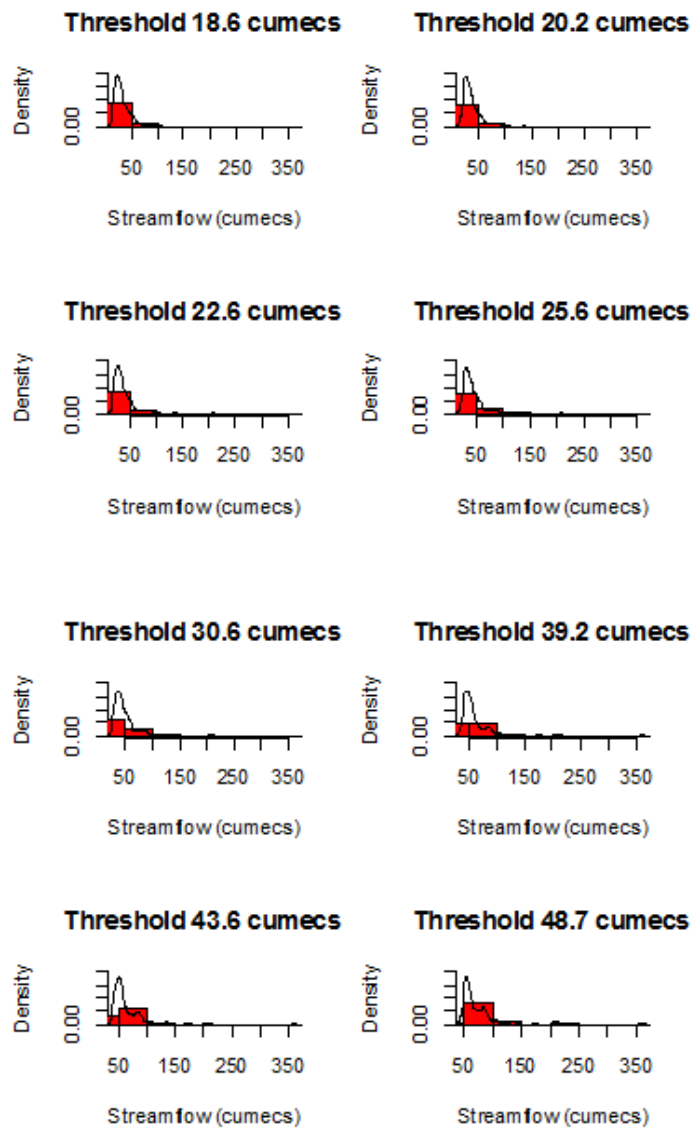 Threshold 18.6 cumecs
Density
0.00
50 150 250 350
Streamflow (cumecs)
Threshold 20.2 cumecs
Density
0.00
50 150 250 350
Streamflow (cumecs)
Threshold 22.6 cumecs
Density
0.00
50 150 250 350
Streamflow (cumecs)
Threshold 25.6 cumecs
Density
0.00
50 150 250 350
Streamflow (cumecs)
Threshold 30.6 cumecs
Density
0.00
50 150 250 350
Streamflow (cumecs)
Threshold 39.2 cumecs
Density
0.00
50 150 250 350
Streamflow (cumecs)
Threshold 43.6 cumecs
Density
0.00
50 150 250 350
Streamflow (cumecs)
Threshold 48.7 cumecs
Density
0.00
50 150 250 350
Streamflow (cumecs)